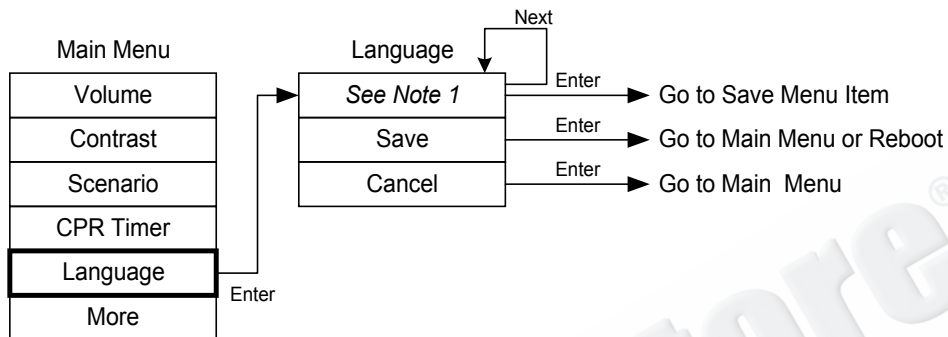 Next
Main Menu
Language
Volume
See Note 1
Enter
Go to Save Menu Item
Contrast
Save
Enter
Go to Main Menu or Reboot
Scenario
Cancel
Enter
Go to Main Menu
CPR Timer
Language
Enter
More
tore®